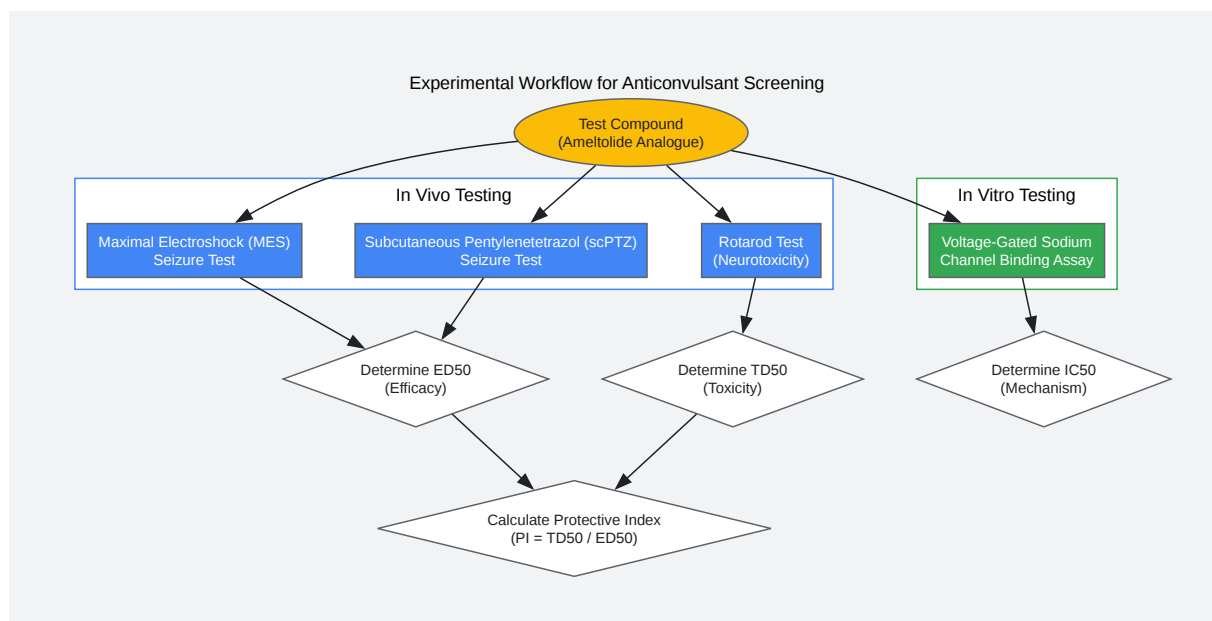 Experimental Workflow for Anticonvulsant Screening
Test Compound
(Ameltolide Analogue)
In Vivo Testing
In Vitro Testing
Maximal Electroshock (MES)
Seizure Test
Subcutaneous Pentylenetetrazol (scPTZ)
Seizure Test
Rotarod Test
(Neurotoxicity)
Voltage-Gated Sodium
Channel Binding Assay
Determine ED50
(Efficacy)
Determine TD50
(Toxicity)
Determine IC50
(Mechanism)
Calculate Protective Index
(PI = TD50 / ED50)